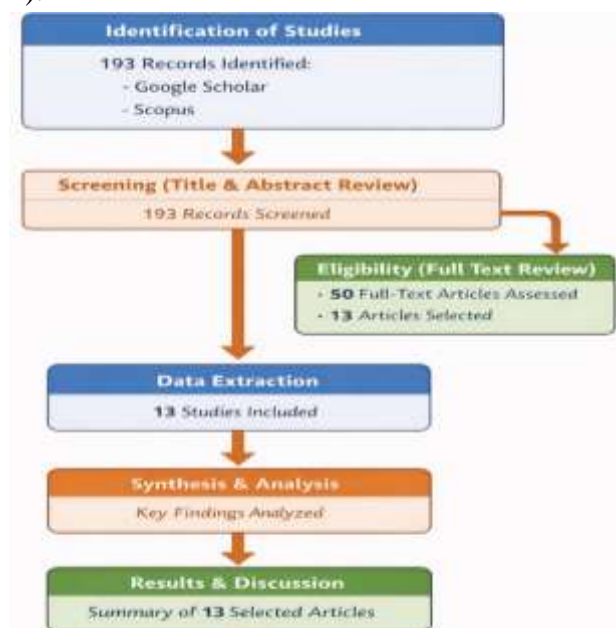 ).
Identification of Studies
193 Records Identified:
- Google Scholar
- Scopus
Screening (Title & Abstract Review)
193 Records Screened
Eligibility (Full Text Review)
- 50 Full-Text Articles Assessed
- 13 Articles Selected
Data Extraction
13 Studies Included
Synthesis & Analysis
Key Findings Analyzed
Results & Discussion
Summary of 13 Selected Articles